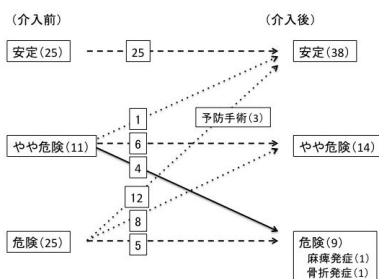 （介入前） （介入後）
安定(25) 25 安定(38)
1
予防手術(3)
やや危険(11) 6 やや危険(14)
4
12
8
危険(25) 5 危険(9)
麻痺発症(1)
骨折発症(1)